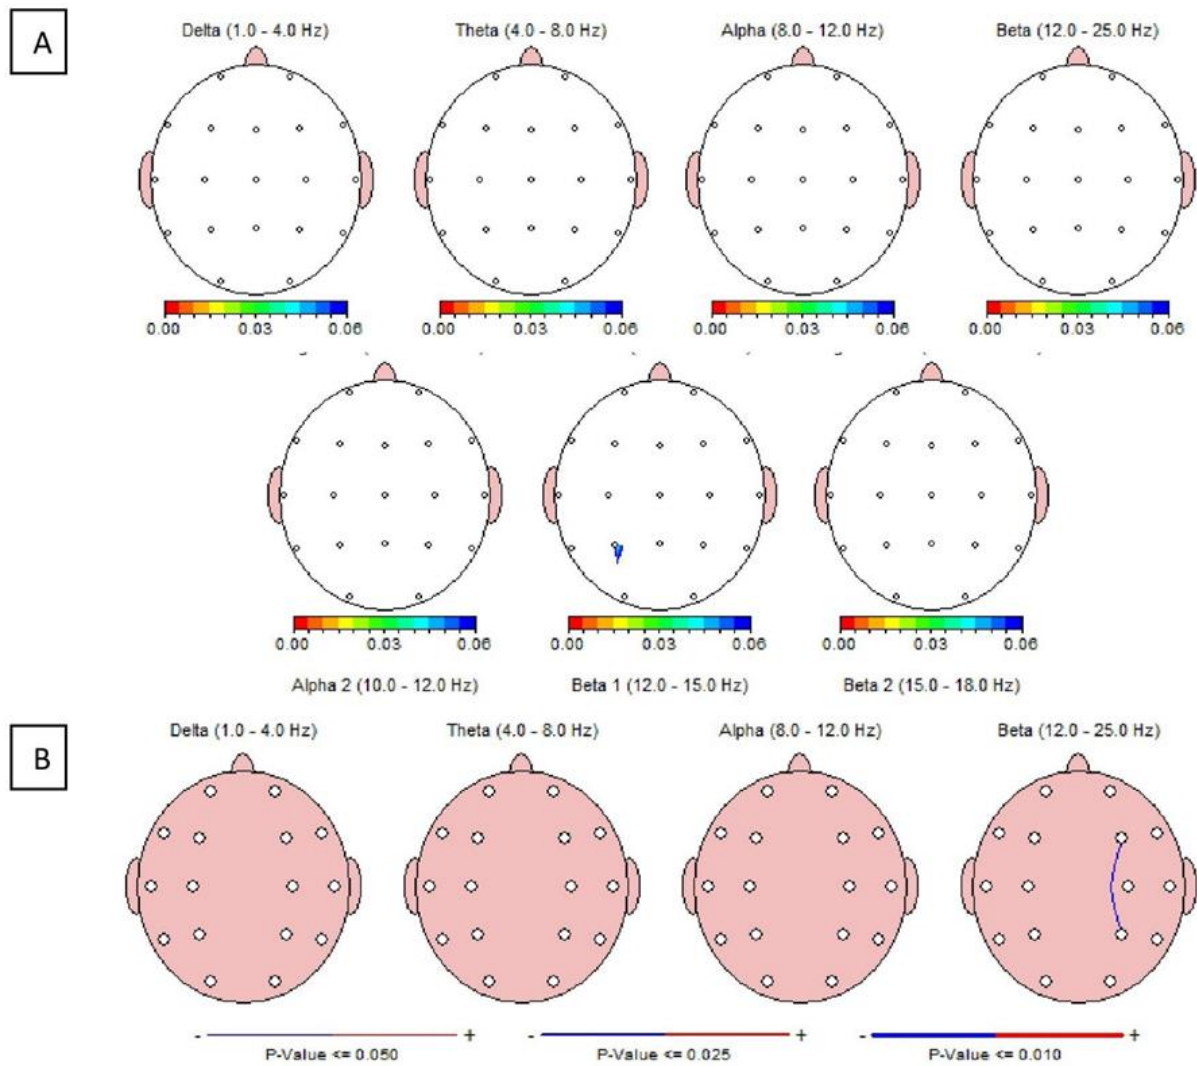 A
Delta (1.0 - 4.0 Hz) Theta (4.0 - 8.0 Hz) Alpha (8.0 - 12.0 Hz) Beta (12.0 - 25.0 Hz)
0.00 0.03 0.06 0.00 0.03 0.06 0.00 0.03 0.06 0.00 0.03 0.06
0.00 0.03 0.06 0.00 0.03 0.06 0.00 0.03 0.06
Alpha 2 (10.0 - 12.0 Hz) Beta 1 (12.0 - 15.0 Hz) Beta 2 (15.0 - 18.0 Hz)
B
Delta (1.0 - 4.0 Hz) Theta (4.0 - 8.0 Hz) Alpha (8.0 - 12.0 Hz) Beta (12.0 - 25.0 Hz)
- + - + - +
P-Value <= 0.050 P-Value <= 0.025 P-Value <= 0.010